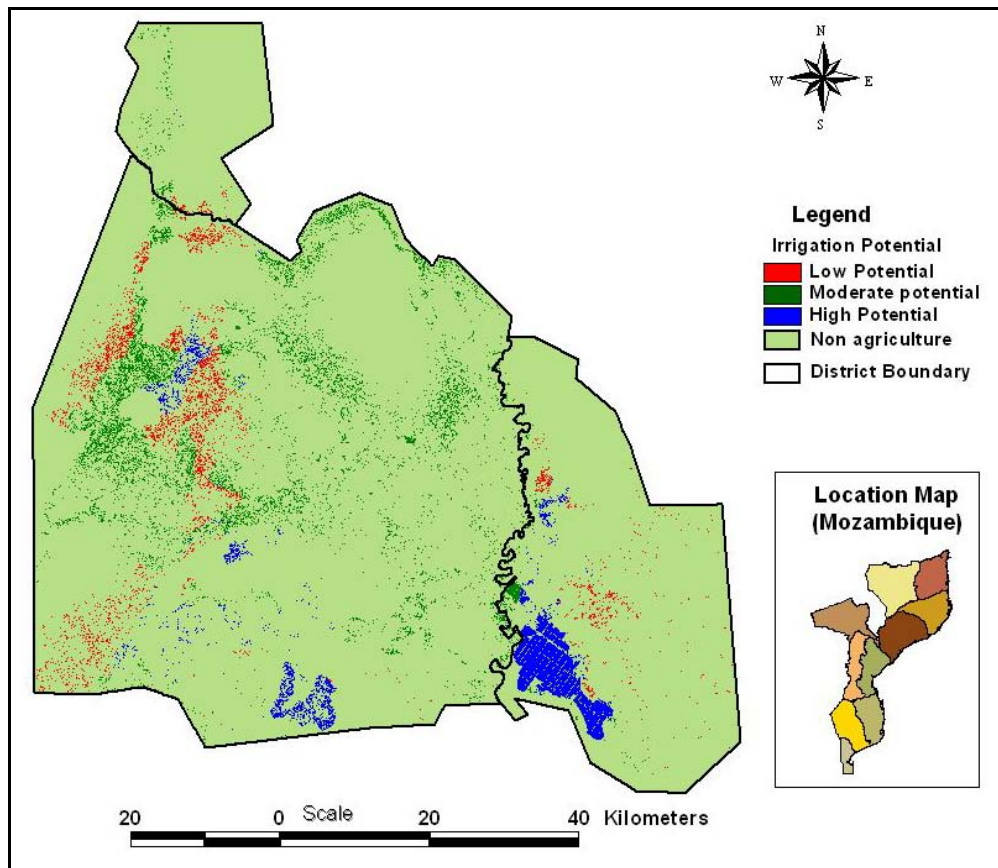 N
W E
S
Legend
Irrigation Potential
Low Potential
Moderate potential
High Potential
Non agriculture
District Boundary
Location Map
(Mozambique)
20 0 Scale 20 40 Kilometers